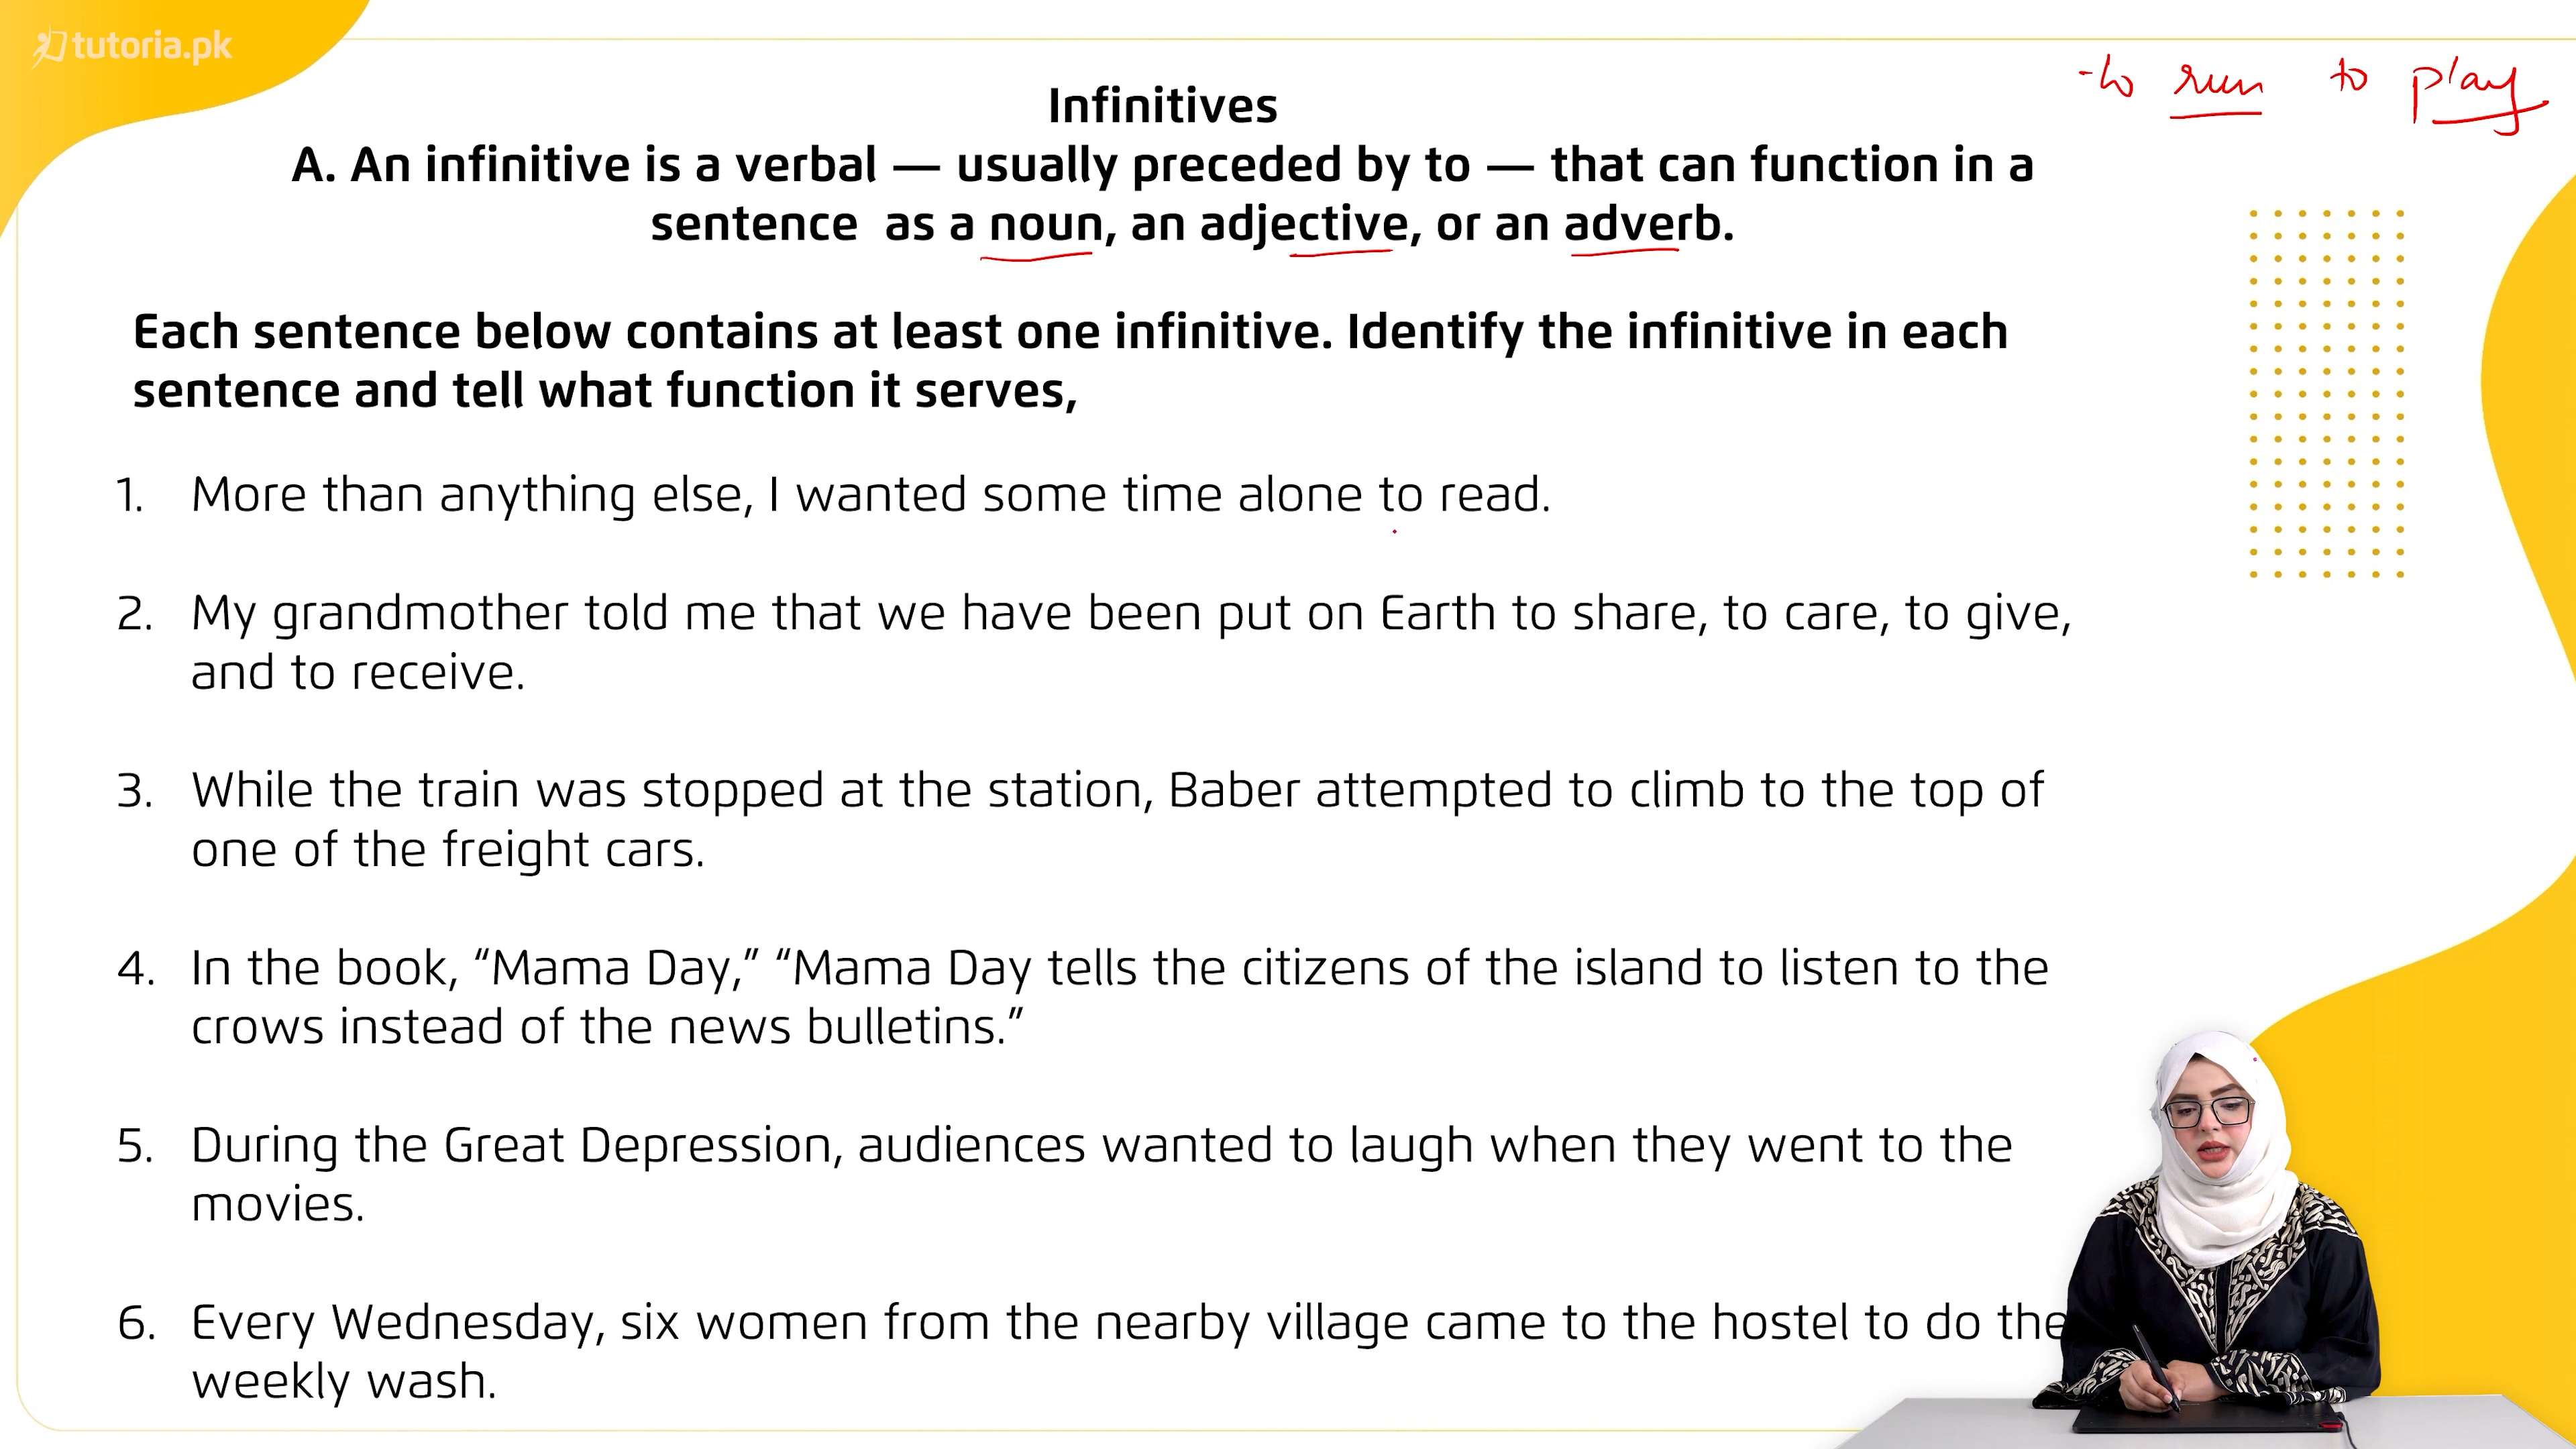 tutoria.pk
to run to play
Infinitives
A. An infinitive is a verbal — usually preceded by to — that can function in a
sentence as a noun, an adjective, or an adverb.
Each sentence below contains at least one infinitive. Identify the infinitive in each
sentence and tell what function it serves,
1. More than anything else, I wanted some time alone to read.
2. My grandmother told me that we have been put on Earth to share, to care, to give,
and to receive.
3. While the train was stopped at the station, Baber attempted to climb to the top of
one of the freight cars.
4. In the book, “Mama Day,” “Mama Day tells the citizens of the island to listen to the
crows instead of the news bulletins.”
5. During the Great Depression, audiences wanted to laugh when they went to the
movies.
6. Every Wednesday, six women from the nearby village came to the hostel to do the
weekly wash.